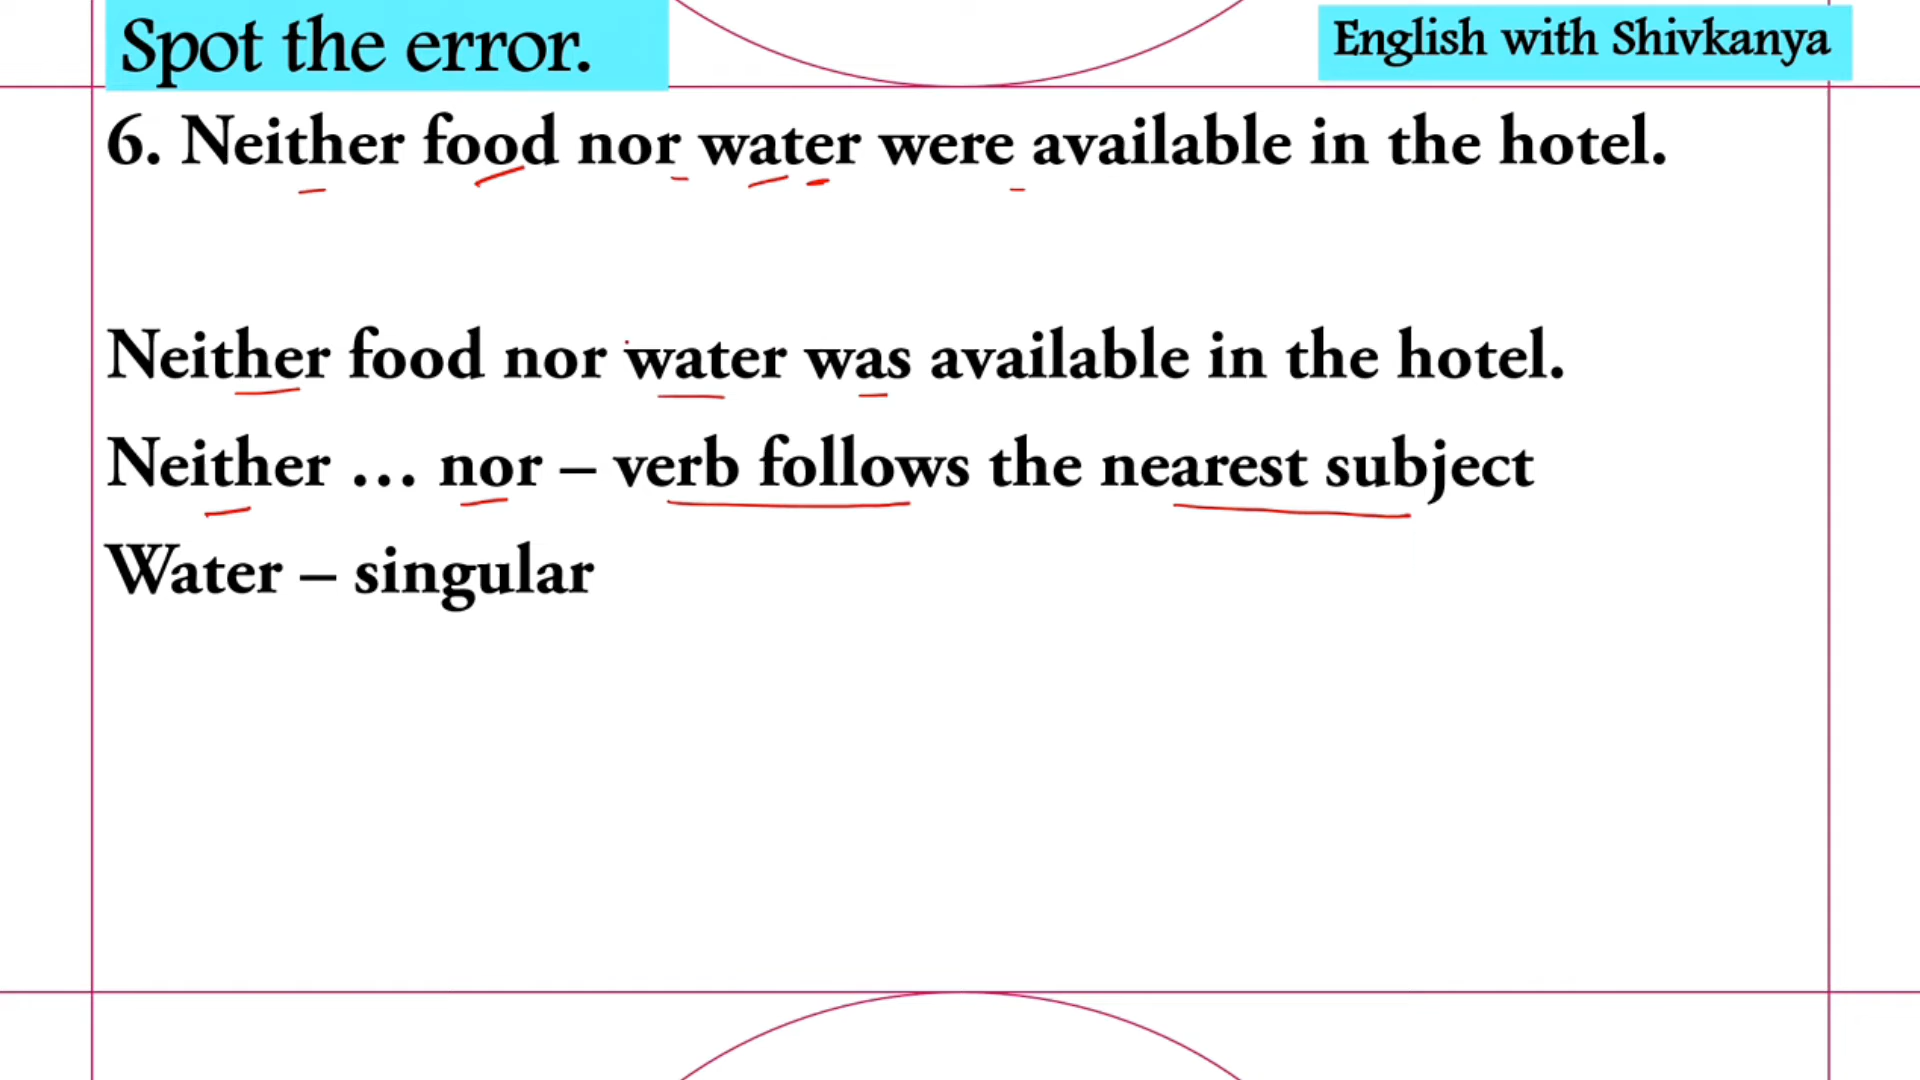 Spot the error.
English with Shivkanya
6. Neither food nor water were available in the hotel.
Neither food nor water was available in the hotel.
Neither … nor – verb follows the nearest subject
Water – singular